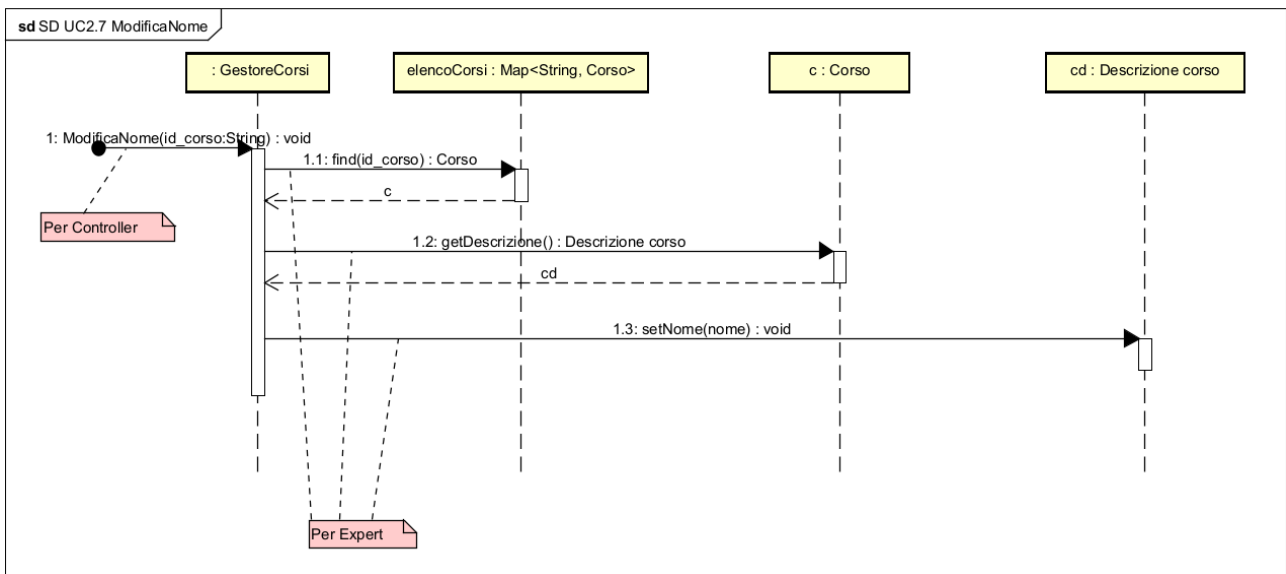 sd SD UC2.7 ModificaNome
: GestoreCorsi
elencoCorsi : Map<String, Corso>
c : Corso
cd : Descrizione corso
1: ModificaNome(id_corso:String) : void
1.1: find(id_corso) : Corso
c
Per Controller
1.2: getDescrizione() : Descrizione corso
cd
1.3: setNome(nome) : void
Per Expert